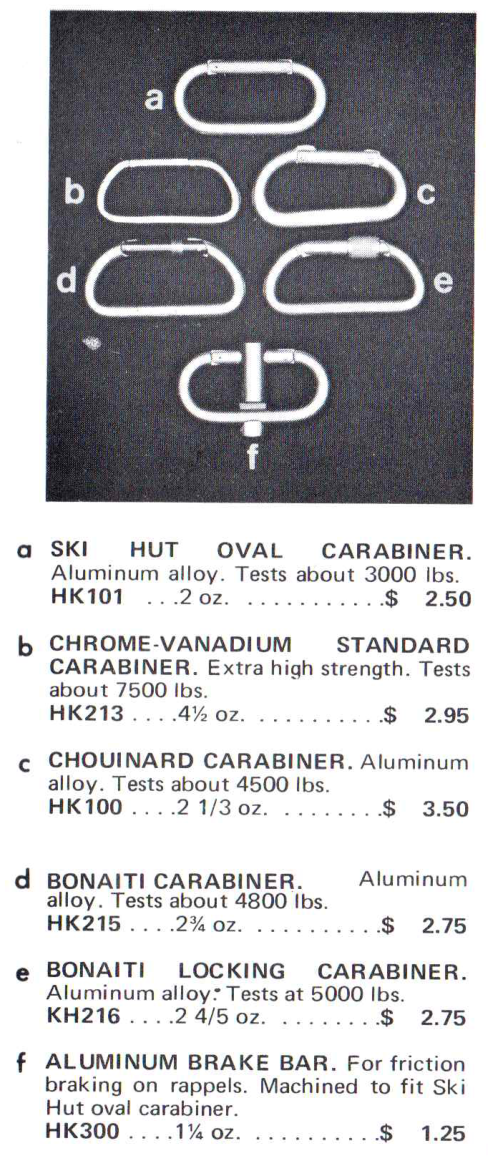 a
b
c
d
e
f
a SKI HUT OVAL CARABINER.
Aluminum alloy. Tests about 3000 lbs.
HK101 ...2 oz. ............$ 2.50
b CHROME-VANADIUM STANDARD
CARABINER. Extra high strength. Tests
about 7500 lbs.
HK213 ....4½ oz. ...........$ 2.95
c CHOUINARD CARABINER. Aluminum
alloy. Tests about 4500 lbs.
HK100 ....2 1/3 oz. .........$ 3.50
d BONAITI CARABINER. Aluminum
alloy. Tests about 4800 lbs.
HK215 ....2¾ oz. ...........$ 2.75
e BONAITI LOCKING CARABINER.
Aluminum alloy. Tests at 5000 lbs.
KH216 ....2 4/5 oz. .........$ 2.75
f ALUMINUM BRAKE BAR. For friction
braking on rappels. Machined to fit Ski
Hut oval carabiner.
HK300 ....1¼ oz. ...........$ 1.25